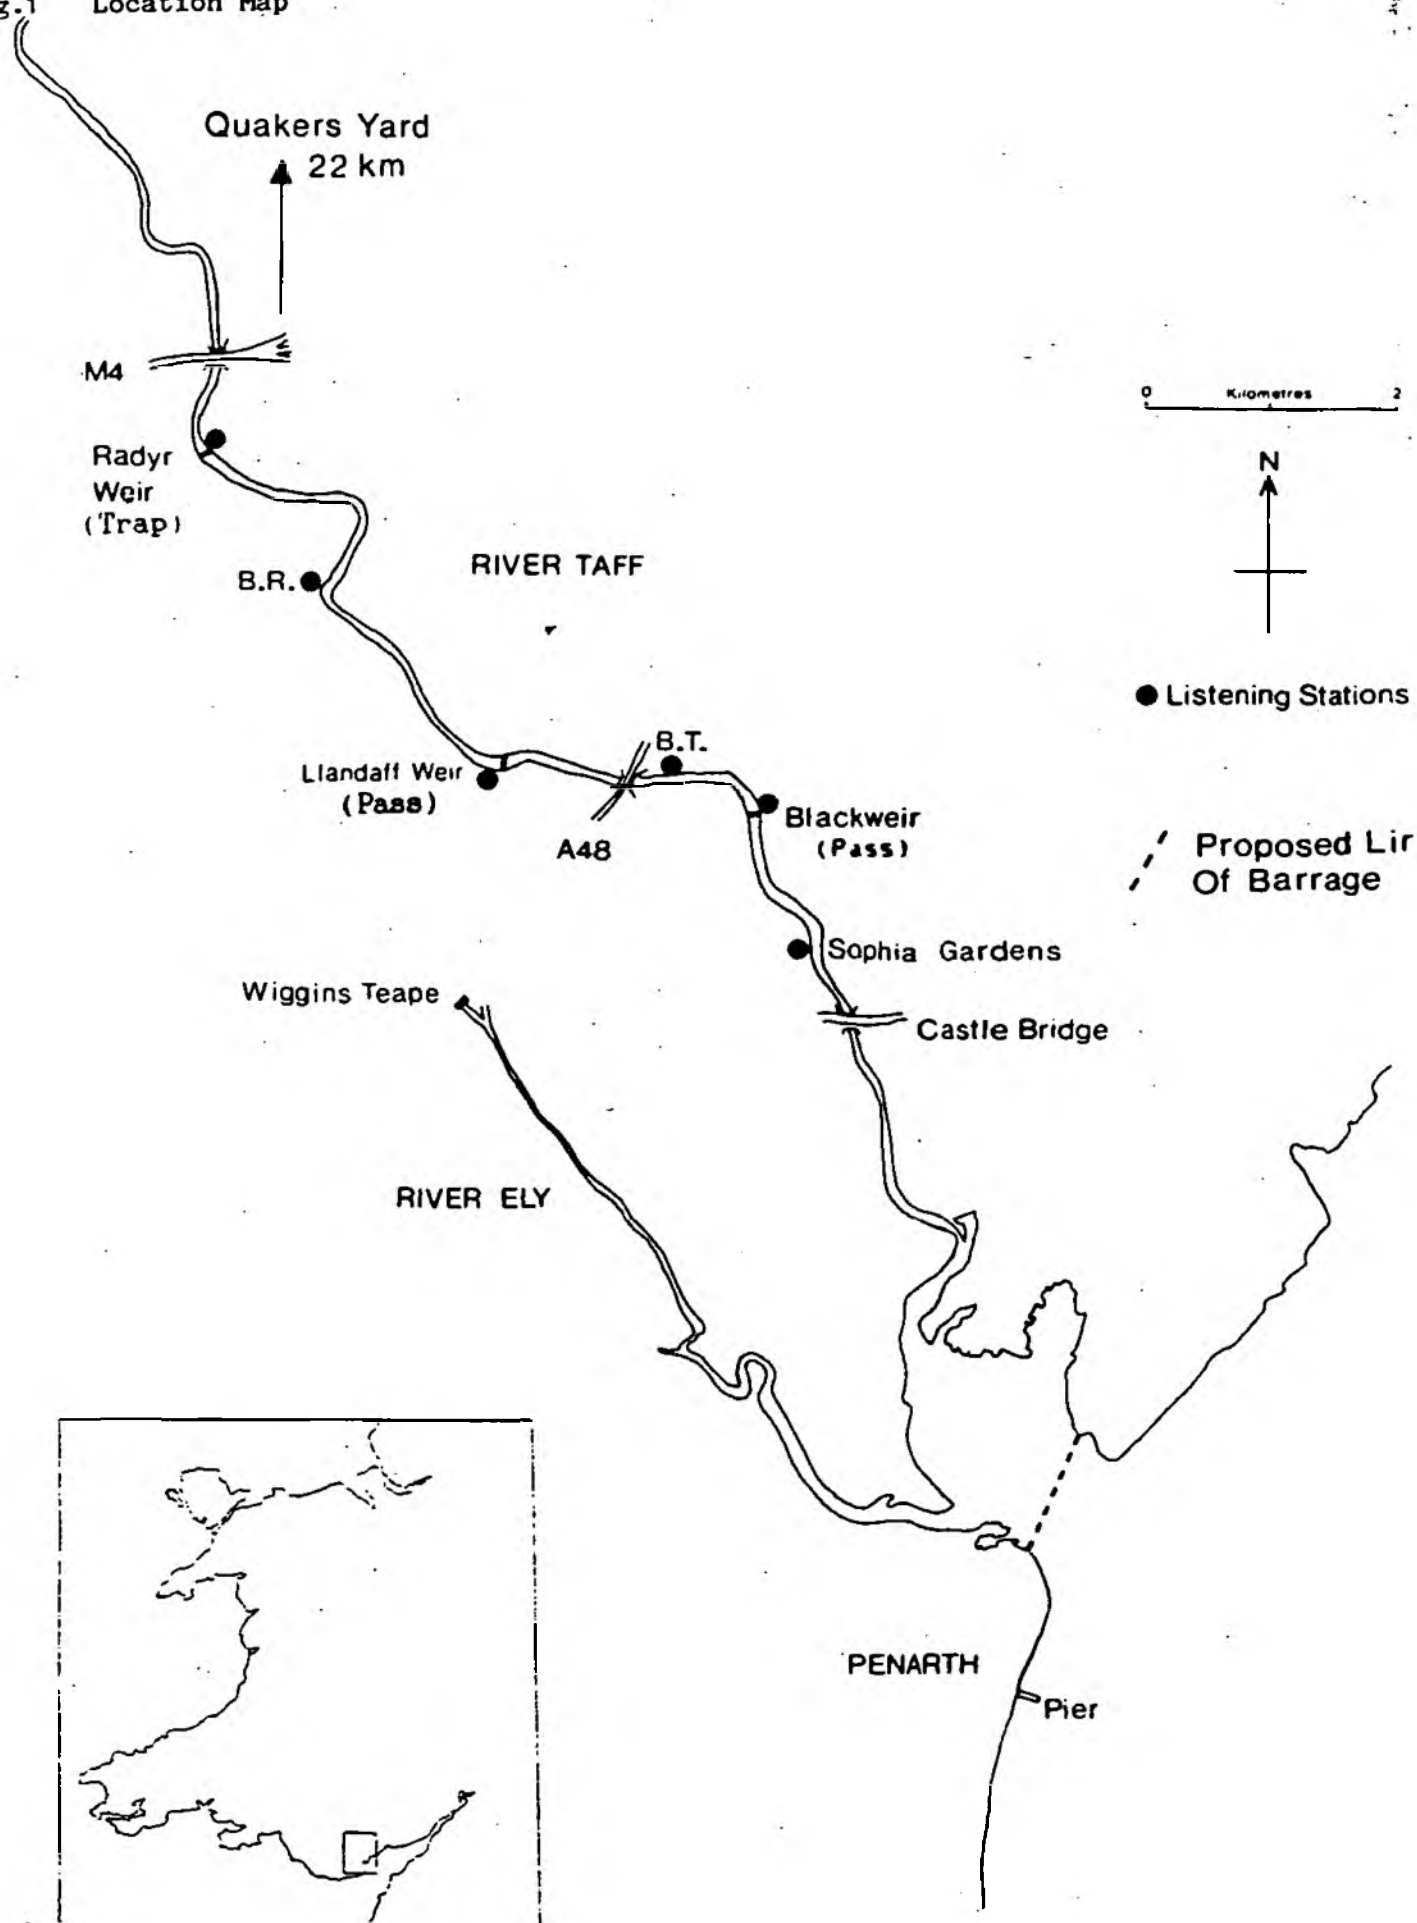 g.1 Location Map
Quakers Yard
22 km
M4
0 Kilometres 2
Radyr
Weir
(Trap)
N
RIVER TAFF
B.R.
Listening Stations
B.T.
Llandaff Weir
(Pass)
Blackweir
(Pass)
A48
Proposed Lir
Of Barrage
Sophia Gardens
Wiggins Teape
Castle Bridge
RIVER ELY
PENARTH
Pier